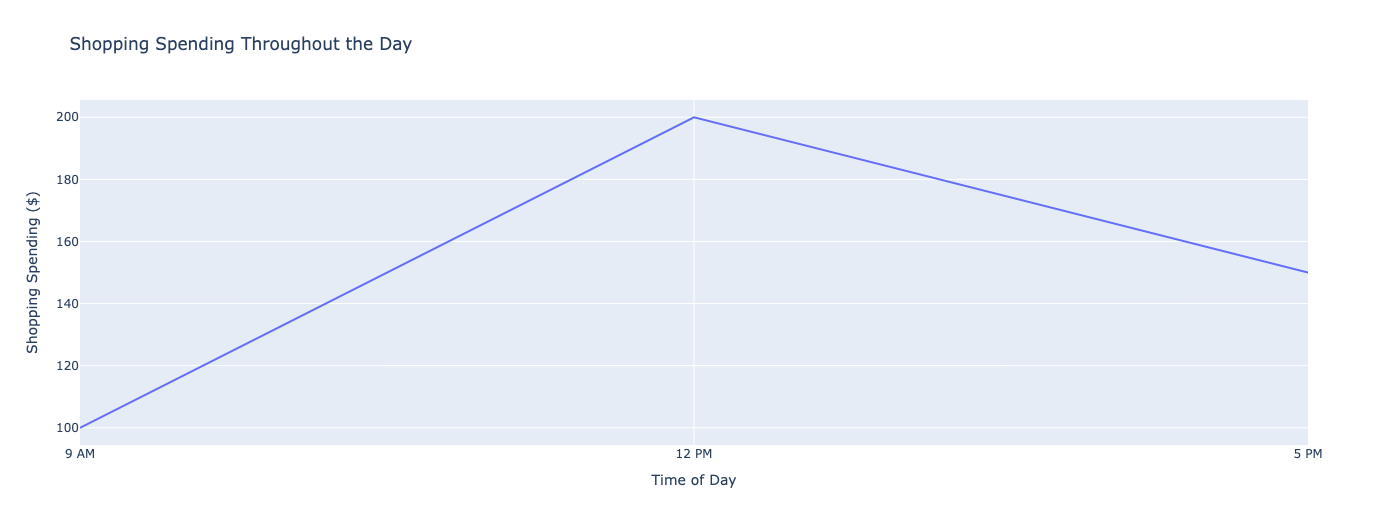 Shopping Spending Throughout the Day
Shopping Spending ($)
200
180
160
140
120
100
9 AM
12 PM
5 PM
Time of Day